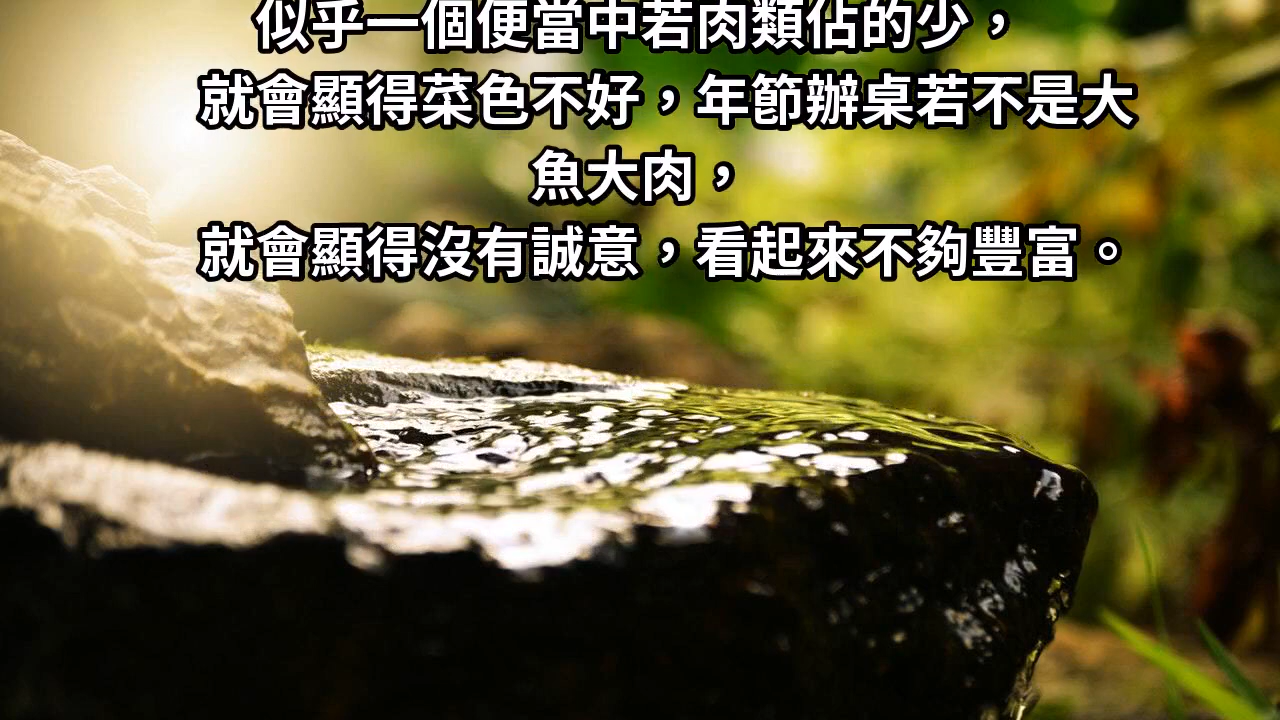 似乎一個便當中若肉類佔的少，
就會顯得菜色不好，年節辦桌若不是大
魚大肉，
就會顯得沒有誠意，看起來不夠豐富。